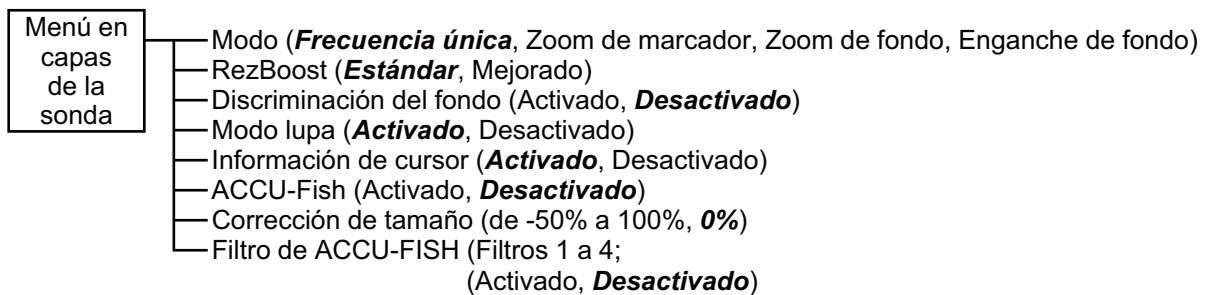 Menú en
capas
de la
sonda
Modo (Frecuencia única, Zoom de marcador, Zoom de fondo, Enganche de fondo)
RezBoost (Estándar, Mejorado)
Discriminación del fondo (Activado, Desactivado)
Modo lupa (Activado, Desactivado)
Información de cursor (Activado, Desactivado)
ACCU-Fish (Activado, Desactivado)
Corrección de tamaño (de -50% a 100%, 0%)
Filtro de ACCU-FISH (Filtros 1 a 4;
(Activado, Desactivado)